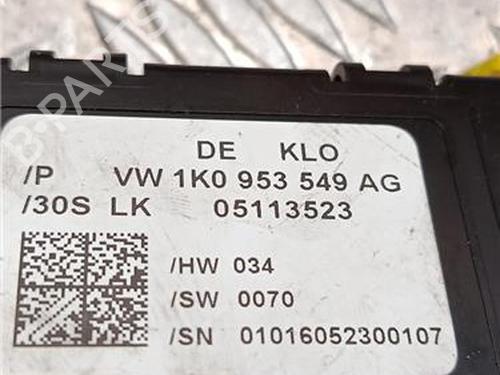 B-PARTS
DE KLO
/P VW 1K0 953 549 AG
/30S LK 05113523
/HW 034
/SW 0070
/SN 01016052300107